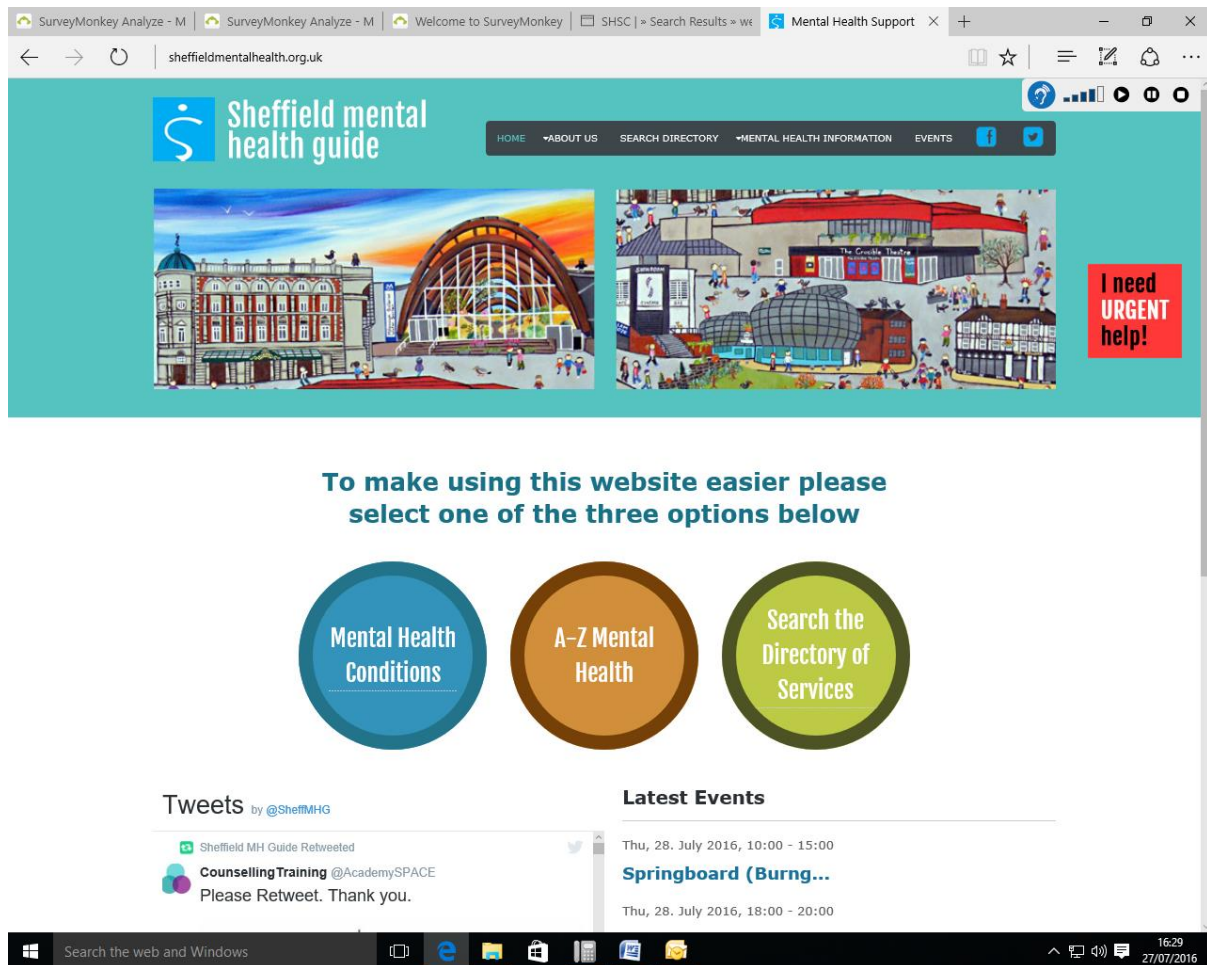 SurveyMonkey Analyze - M
SurveyMonkey Analyze - M
Welcome to SurveyMonkey
SHSC | » Search Results » we
Mental Health Support
sheffieldmentalhealth.org.uk
Sheffield mental
health guide
HOME ABOUT US SEARCH DIRECTORY MENTAL HEALTH INFORMATION EVENTS
The Crucible Theatre
I need
URGENT
help!
To make using this website easier please
select one of the three options below
Mental Health
Conditions
A-Z Mental
Health
Search the
Directory of
Services
Tweets by @SheffMHG
Sheffield MH Guide Retweeted
CounsellingTraining @AcademySPACE
Please Retweet. Thank you.
Latest Events
Thu, 28. July 2016, 10:00 - 15:00
Springboard (Burng...
Thu, 28. July 2016, 18:00 - 20:00
Search the web and Windows
16:29
27/07/2016